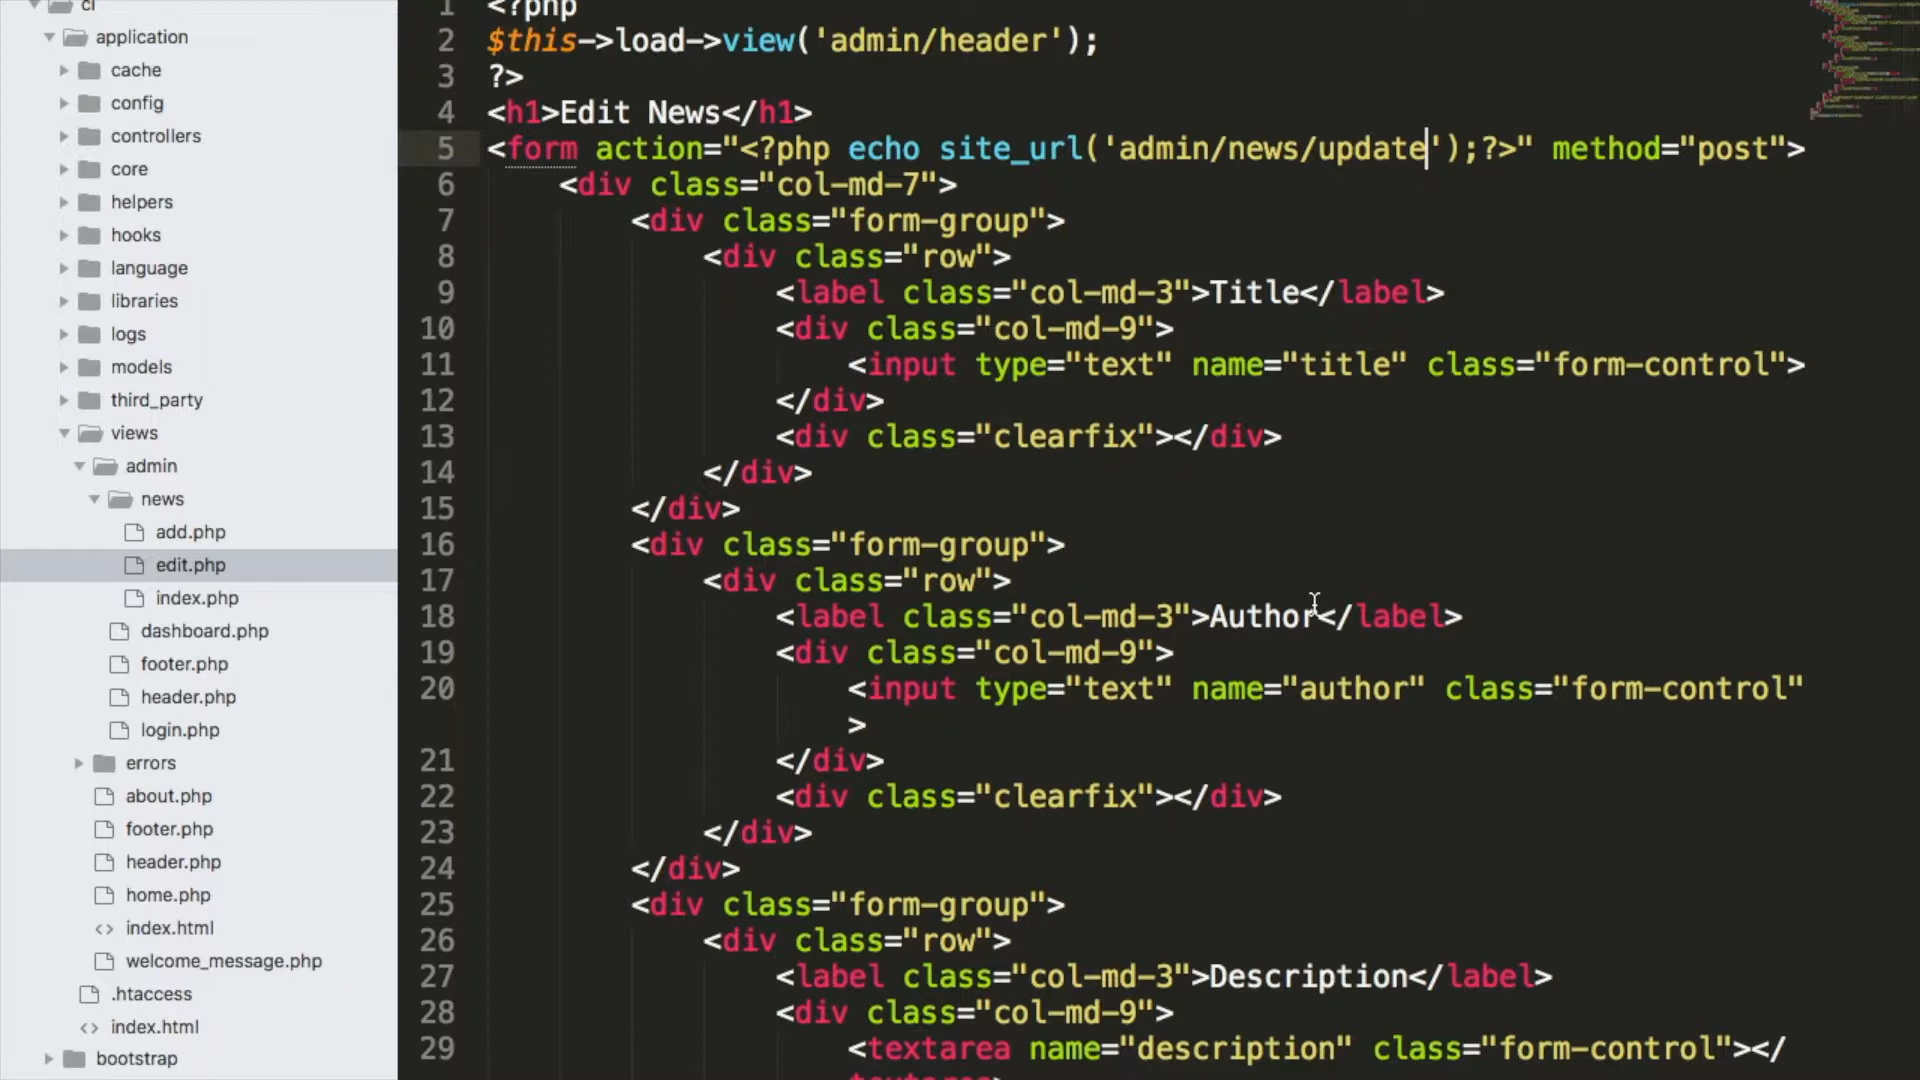 ci
application
cache
config
controllers
core
helpers
hooks
language
libraries
logs
models
third_party
views
admin
news
add.php
edit.php
index.php
dashboard.php
footer.php
header.php
login.php
errors
about.php
footer.php
header.php
home.php
<> index.html
welcome_message.php
.htaccess
<> index.html
bootstrap
1 <?php
2 $this->load->view('admin/header');
3 ?>
4 <h1>Edit News</h1>
5 <form action="<?php echo site_url('admin/news/update');?>" method="post">
6 <div class="col-md-7">
7 <div class="form-group">
8 <div class="row">
9 <label class="col-md-3">Title</label>
10 <div class="col-md-9">
11 <input type="text" name="title" class="form-control">
12 </div>
13 <div class="clearfix"></div>
14 </div>
15 </div>
16 <div class="form-group">
17 <div class="row">
18 <label class="col-md-3">Author</label>
19 <div class="col-md-9">
20 <input type="text" name="author" class="form-control"
>
21 </div>
22 <div class="clearfix"></div>
23 </div>
24 </div>
25 <div class="form-group">
26 <div class="row">
27 <label class="col-md-3">Description</label>
28 <div class="col-md-9">
29 <textarea name="description" class="form-control"></
textarea>